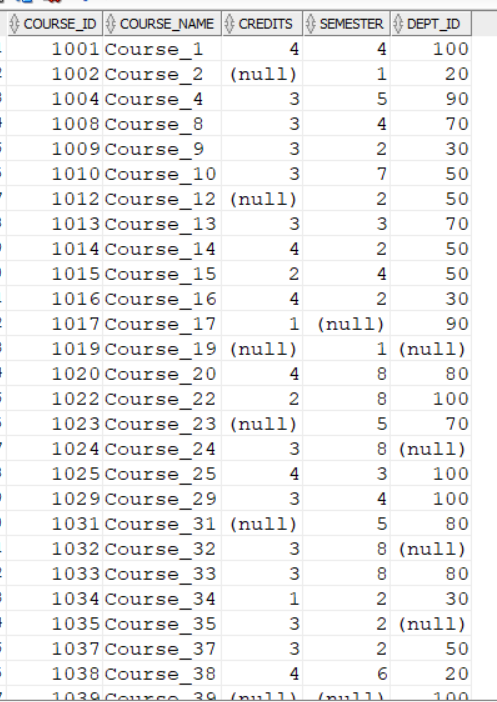 COURSE_ID COURSE_NAME CREDITS SEMESTER DEPT_ID
1001 Course_1 4 4 100
1002 Course_2 (null) 1 20
1004 Course_4 3 5 90
1008 Course_8 3 4 70
1009 Course_9 3 2 30
1010 Course_10 3 7 50
1012 Course_12 (null) 2 50
1013 Course_13 3 3 70
1014 Course_14 4 2 50
1015 Course_15 2 4 50
1016 Course_16 4 2 30
1017 Course_17 1 (null) 90
1019 Course_19 (null) 1 (null)
1020 Course_20 4 8 80
1022 Course_22 2 8 100
1023 Course_23 (null) 5 70
1024 Course_24 3 8 (null)
1025 Course_25 4 3 100
1029 Course_29 3 4 100
1031 Course_31 (null) 5 80
1032 Course_32 3 8 (null)
1033 Course_33 3 8 80
1034 Course_34 1 2 30
1035 Course_35 3 2 (null)
1037 Course_37 3 2 50
1038 Course_38 4 6 20
1039 Course_39 (null) (null) 100